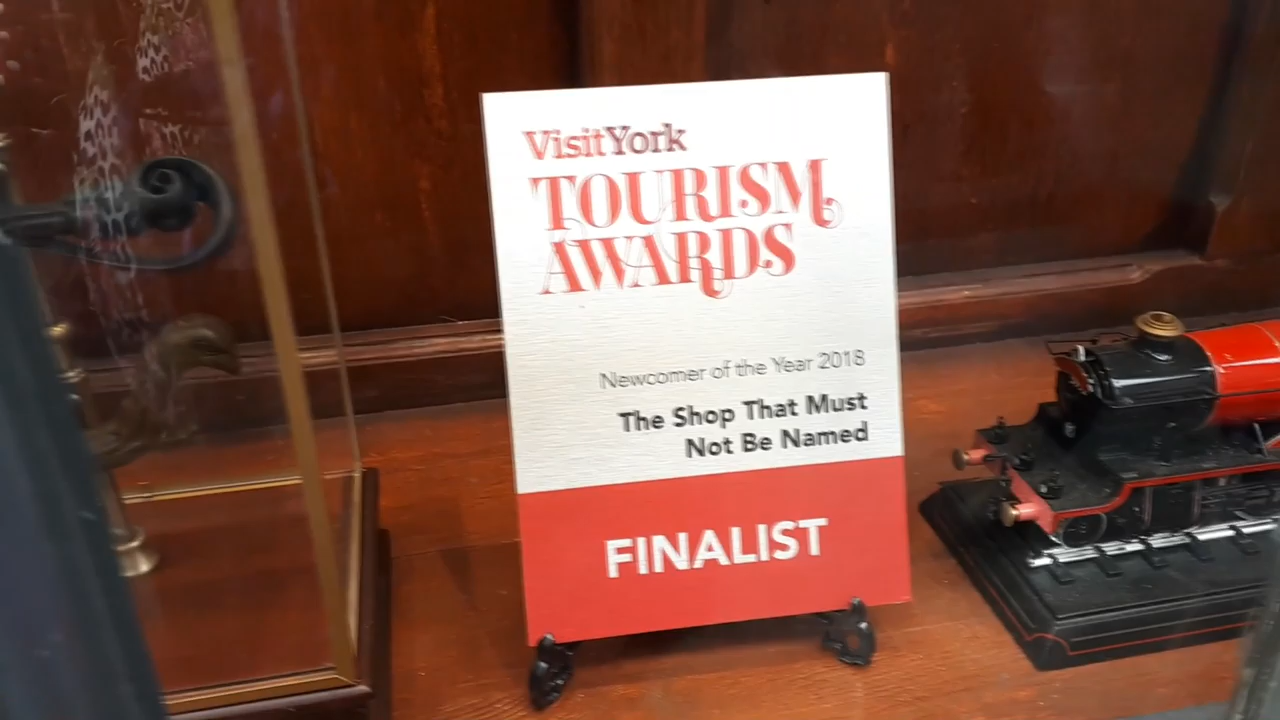 VisitYork
TOURISM
AWARDS
Newcomer of the Year 2018
The Shop That Must
Not Be Named
FINALIST